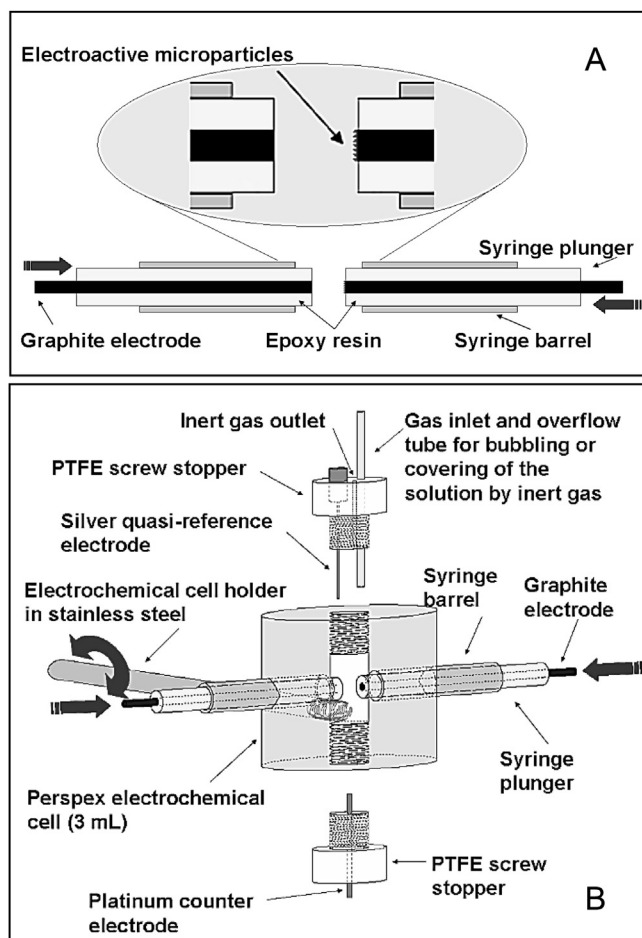 Electroactive microparticles
A
Syringe plunger
Graphite electrode
Epoxy resin
Syringe barrel
Inert gas outlet
Gas inlet and overflow
tube for bubbling or
covering of the
solution by inert gas
PTFE screw stopper
Silver quasi-reference
electrode
Electrochemical cell holder
in stainless steel
Syringe
barrel
Graphite
electrode
Syringe
plunger
Perspex electrochemical
cell (3 mL)
PTFE screw
stopper
Platinum counter
electrode
B